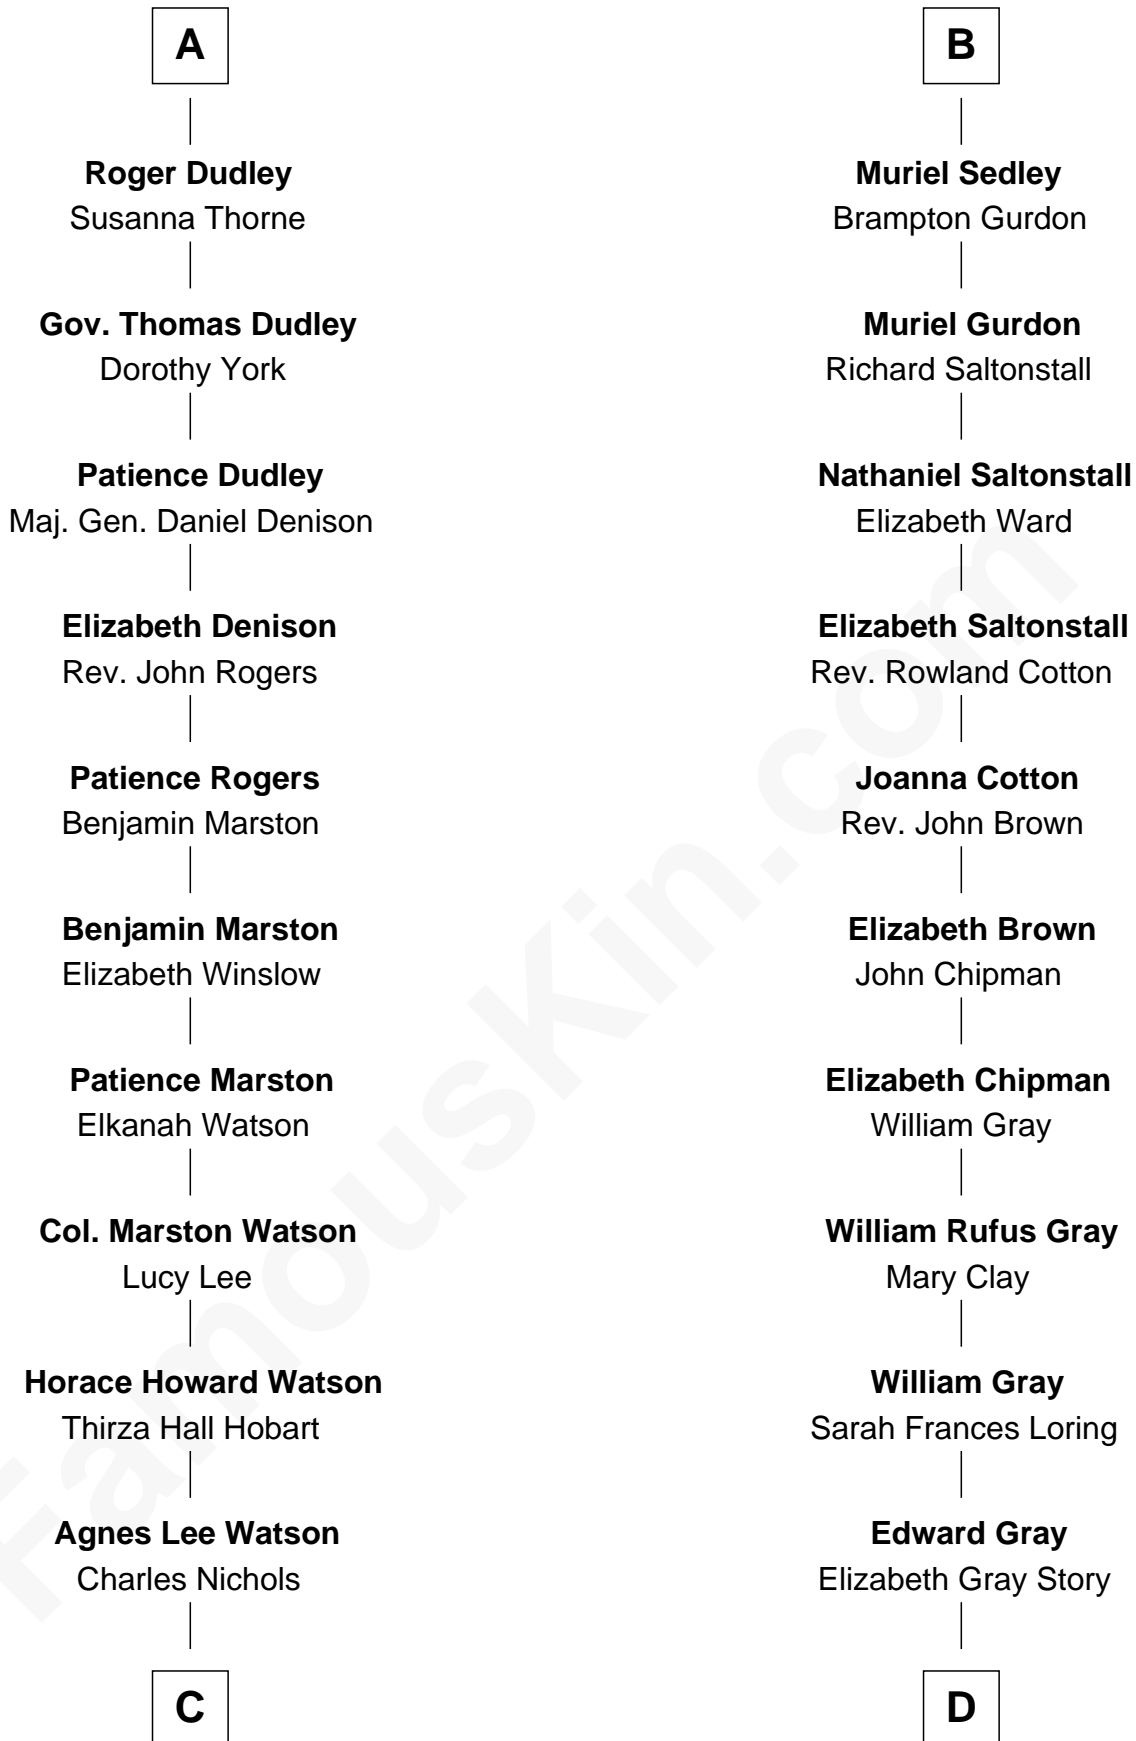 A
Roger Dudley
Susanna Thorne
Gov. Thomas Dudley
Dorothy York
Patience Dudley
Maj. Gen. Daniel Denison
Elizabeth Denison
Rev. John Rogers
Patience Rogers
Benjamin Marston
Benjamin Marston
Elizabeth Winslow
Patience Marston
Elkanah Watson
Col. Marston Watson
Lucy Lee
Horace Howard Watson
Thirza Hall Hobart
Agnes Lee Watson
Charles Nichols
C
B
Muriel Sedley
Brampton Gurdon
Muriel Gurdon
Richard Saltonstall
Nathaniel Saltonstall
Elizabeth Ward
Elizabeth Saltonstall
Rev. Rowland Cotton
Joanna Cotton
Rev. John Brown
Elizabeth Brown
John Chipman
Elizabeth Chipman
William Gray
William Rufus Gray
Mary Clay
William Gray
Sarah Frances Loring
Edward Gray
Elizabeth Gray Story
D
FamousKin.com